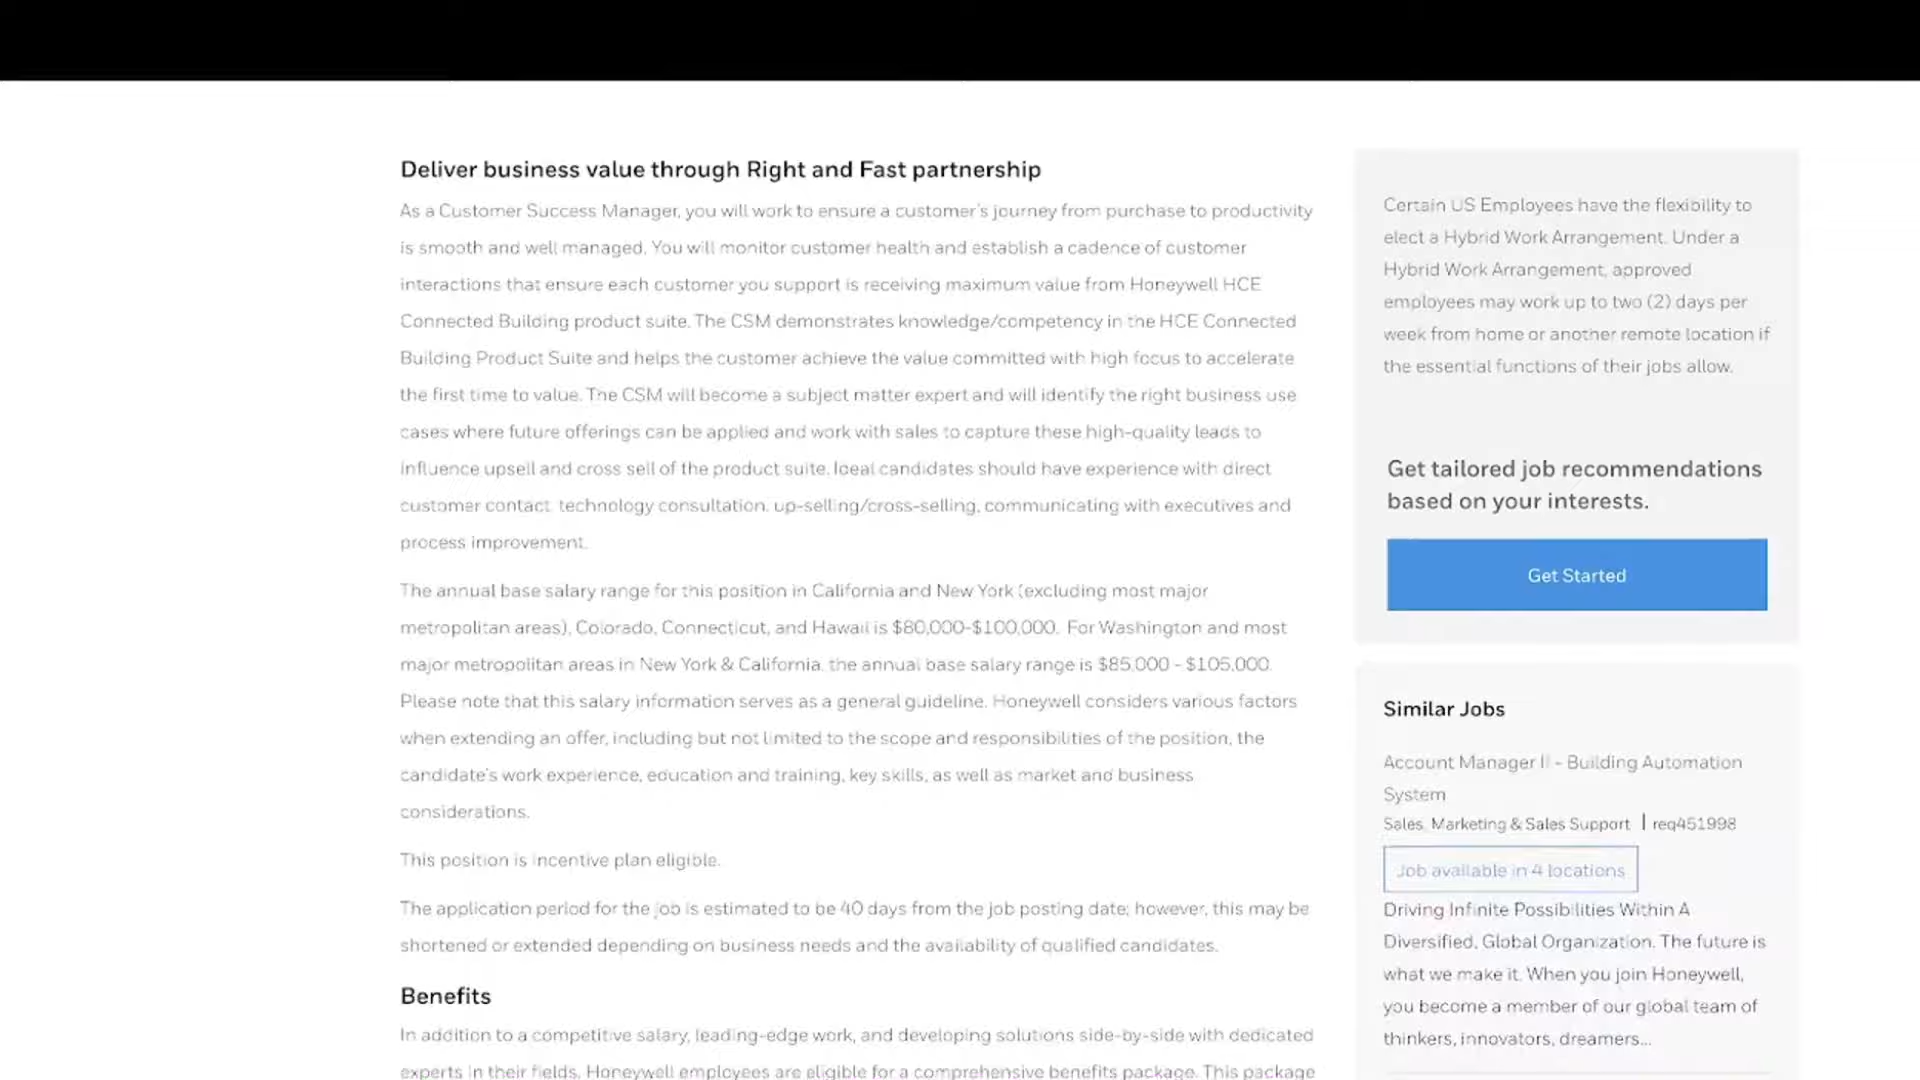 Deliver business value through Right and Fast partnership
As a Customer Success Manager, you will work to ensure a customer's journey from purchase to productivity
is smooth and well managed. You will monitor customer health and establish a cadence of customer
interactions that ensure each customer you support is receiving maximum value from Honeywell HCE
Connected Building product suite. The CSM demonstrates knowledge/competency in the HCE Connected
Building Product Suite and helps the customer achieve the value committed with high focus to accelerate
the first time to value. The CSM will become a subject matter expert and will identify the right business use
cases where future offerings can be applied and work with sales to capture these high-quality leads to
influence upsell and cross sell of the product suite. Ideal candidates should have experience with direct
customer contact, technology consultation, up-selling/cross-selling, communicating with executives and
process improvement.
The annual base salary range for this position in California and New York (excluding most major
metropolitan areas), Colorado, Connecticut, and Hawaii is $80,000-$100,000. For Washington and most
major metropolitan areas in New York & California, the annual base salary range is $85,000 - $105,000.
Please note that this salary information serves as a general guideline. Honeywell considers various factors
when extending an offer, including but not limited to the scope and responsibilities of the position, the
candidate's work experience, education and training, key skills, as well as market and business
considerations.
This position is incentive plan eligible.
The application period for the job is estimated to be 40 days from the job posting date; however, this may be
shortened or extended depending on business needs and the availability of qualified candidates.
Benefits
In addition to a competitive salary, leading-edge work, and developing solutions side-by-side with dedicated
experts in their fields, Honeywell employees are eligible for a comprehensive benefits package. This package
Certain US Employees have the flexibility to
elect a Hybrid Work Arrangement. Under a
Hybrid Work Arrangement, approved
employees may work up to two (2) days per
week from home or another remote location if
the essential functions of their jobs allow.
Get tailored job recommendations
based on your interests.
Get Started
Similar Jobs
Account Manager II - Building Automation
System
Sales, Marketing & Sales Support | req451998
Job available in 4 locations
Driving Infinite Possibilities Within A
Diversified, Global Organization. The future is
what we make it. When you join Honeywell,
you become a member of our global team of
thinkers, innovators, dreamers...